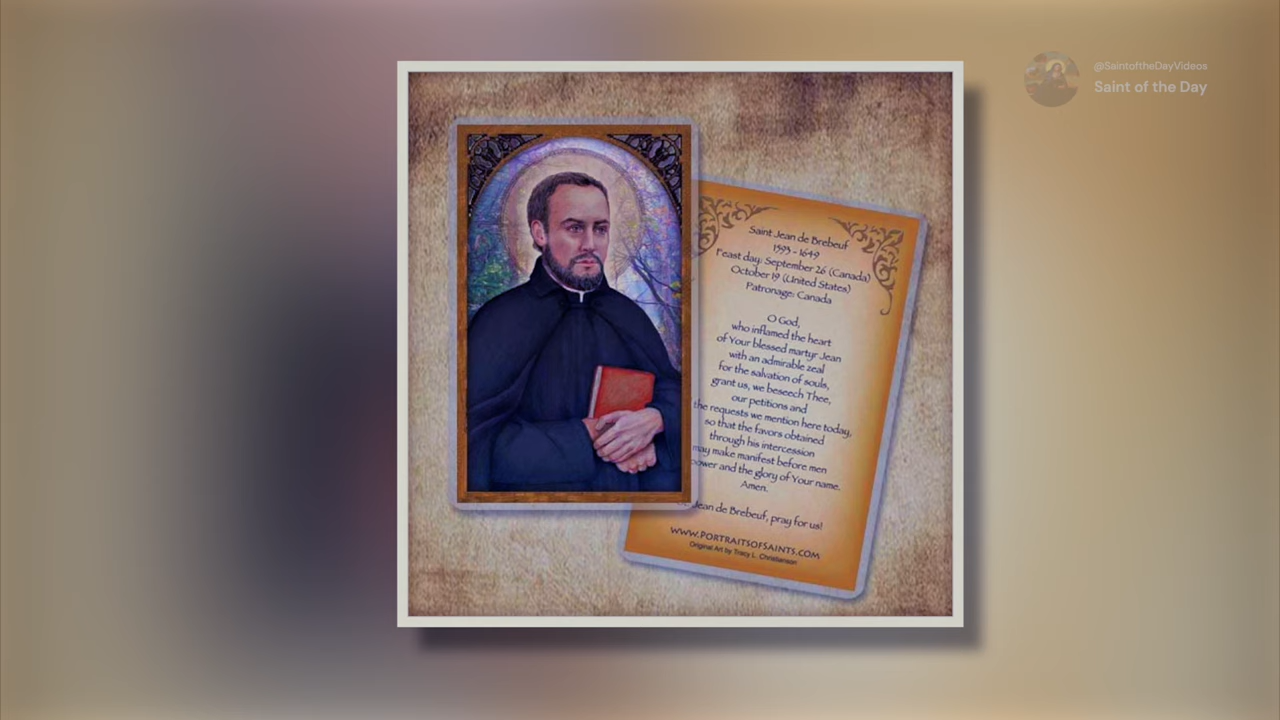 @SaintoftheDayVideos
Saint of the Day
Saint Jean de Brebeuf
1593 - 1649
Feast day: September 26 (Canada)
October 19 (United States)
Patronage: Canada
O God,
who inflamed the heart
of Your blessed martyr Jean
with an admirable zeal
for the salvation of souls,
grant us, we beseech Thee,
our petitions and
the requests we mention here today,
so that the favors obtained
through his intercession
may make manifest before men
power and the glory of Your name.
Amen.
Jean de Brebeuf, pray for us!
www.PortraitsofSaints.com
Original Art by Tracy L. Christianson